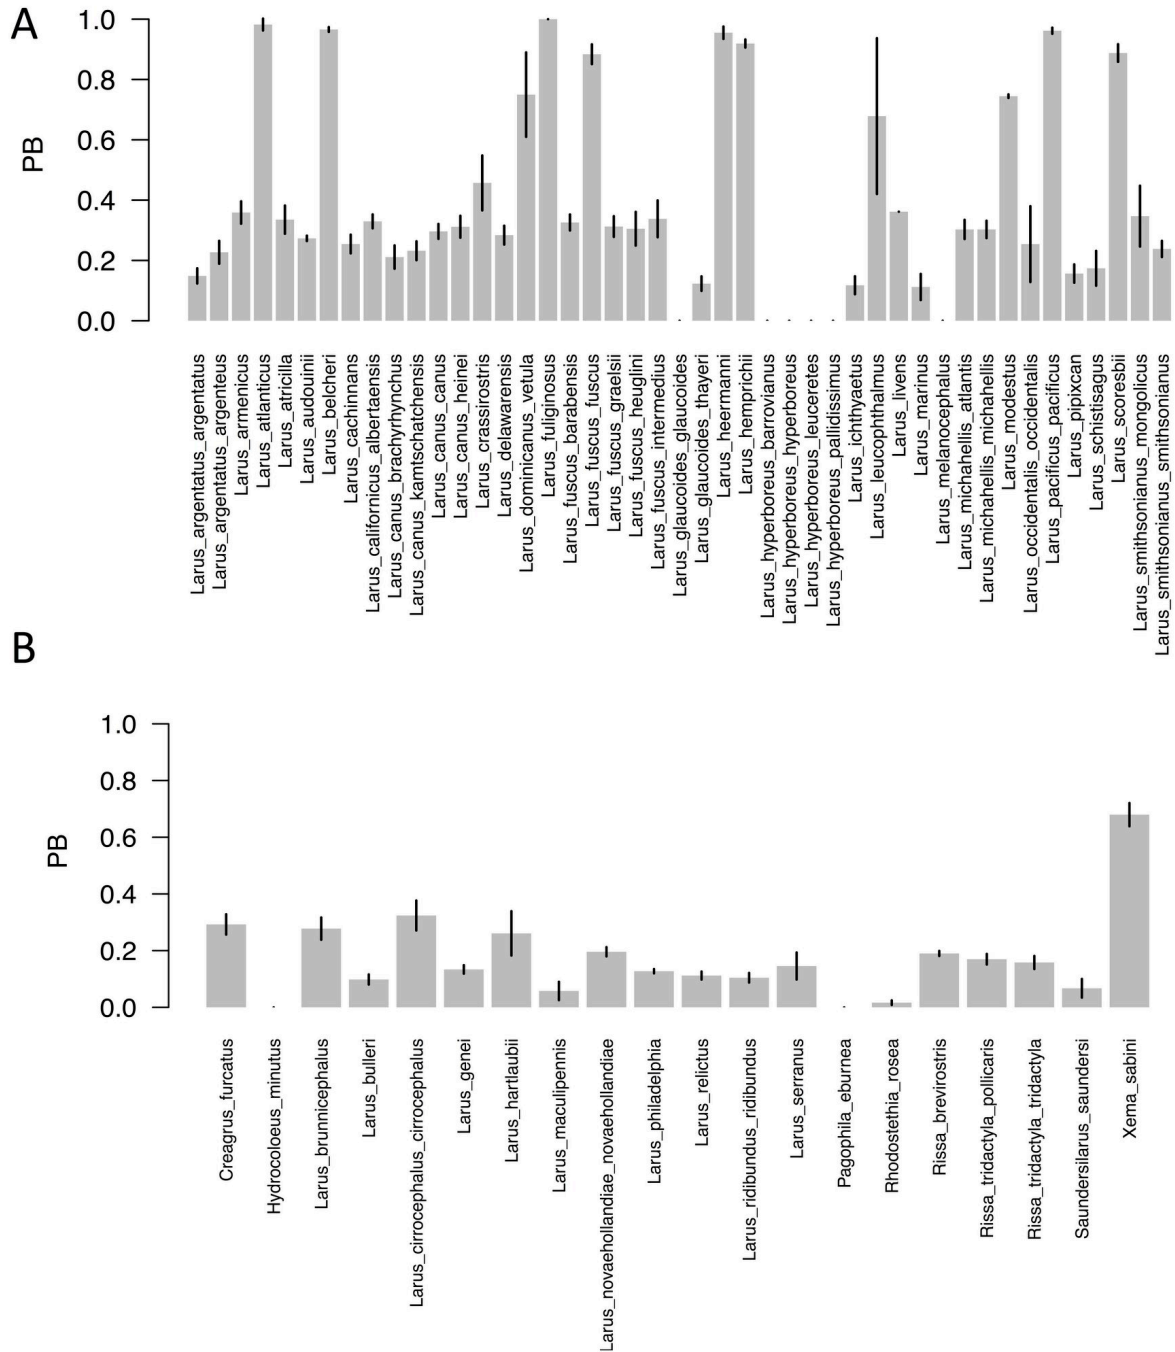 A
1.0
0.8
0.6
0.4
0.2
0.0
PB
Larus_argentatus_argentatus
Larus_argentatus_argenteus
Larus_armenicus
Larus_atlanticus
Larus_atricilla
Larus_audouinii
Larus_belcheri
Larus_cachinnans
Larus_californicus_albertaensis
Larus_canus_brachyrhynchus
Larus_canus_kamtschatchensis
Larus_canus_canus
Larus_canus_heinei
Larus_crassirostris
Larus_delawarensis
Larus_dominicanus_vetula
Larus_fuliginosus
Larus_fuscus_barabensis
Larus_fuscus_fuscus
Larus_fuscus_graelsii
Larus_fuscus_heuglini
Larus_fuscus_intermedius
Larus_glaucoides_glaucoides
Larus_glaucoides_thayeri
Larus_heermanni
Larus_hemprichii
Larus_hyperboreus_barrovianus
Larus_hyperboreus_hyperboreus
Larus_hyperboreus_leuceretes
Larus_hyperboreus_pallidissimus
Larus_ichthyaetus
Larus_leucophthalmus
Larus_livens
Larus_marinus
Larus_melanocephalus
Larus_michahellis_atlantis
Larus_michahellis_michahellis
Larus_modestus
Larus_occidentalis_occidentalis
Larus_pacificus_pacificus
Larus_pipixcan
Larus_schistisagus
Larus_scoresbii
Larus_smithsonianus_mongolicus
Larus_smithsonianus_smithsonianus
B
1.0
0.8
0.6
0.4
0.2
0.0
PB
Creagrus_furcatus
Hydrocoloeus_minutus
Larus_brunnicephalus
Larus_bulleri
Larus_cirrocephalus_cirrocephalus
Larus_genei
Larus_hartlaubii
Larus_maculipennis
Larus_novaehollandiae_novaehollandiae
Larus_philadelphia
Larus_relictus
Larus_ridibundus_ridibundus
Larus_serranus
Pagophila_eburnea
Rhodostethia_rosea
Rissa_brevirostris
Rissa_tridactyla_pollicaris
Rissa_tridactyla_tridactyla
Saundersilarus_saundersi
Xema_sabini